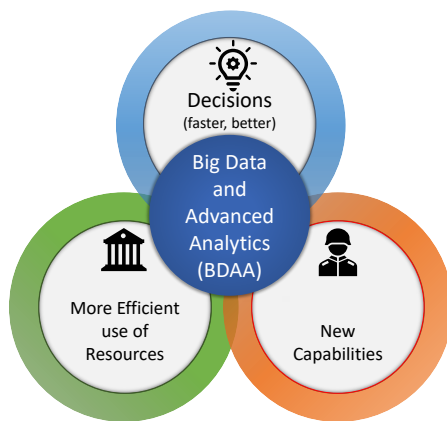 Decisions
(faster, better)
Big Data
and
Advanced
Analytics
(BDAA)
More Efficient
use of
Resources
New
Capabilities